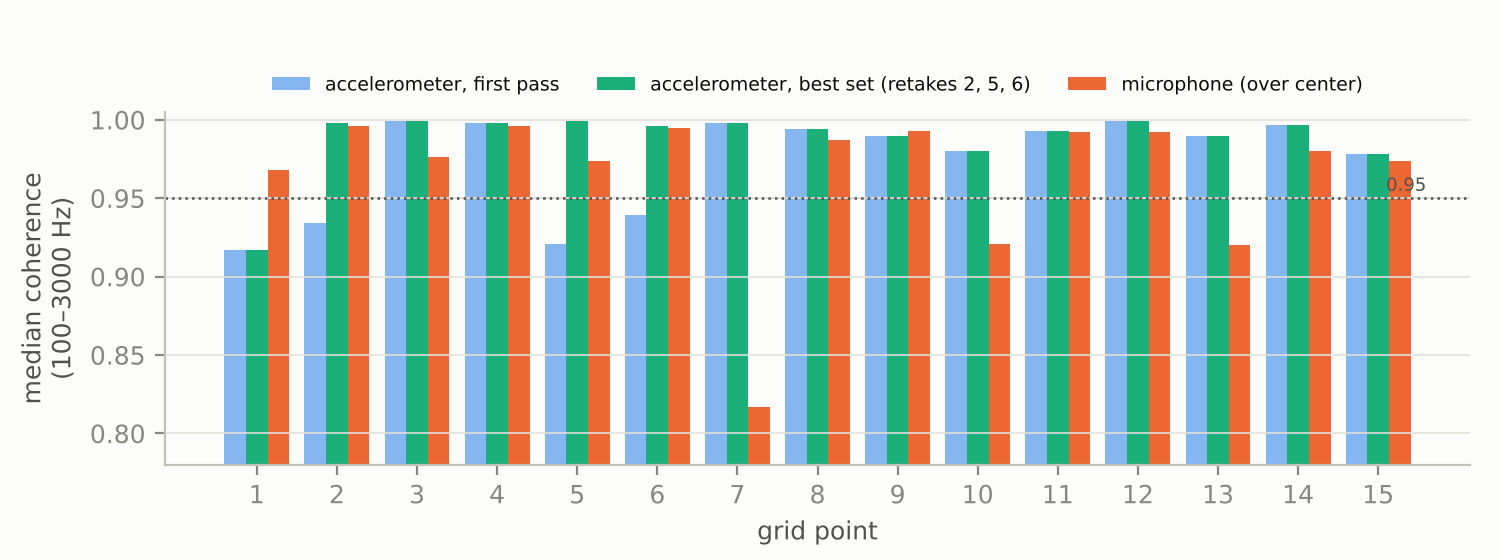 accelerometer, first pass
accelerometer, best set (retakes 2, 5, 6)
microphone (over center)
median coherence
(100–3000 Hz)
1.00
0.95
0.90
0.85
0.80
0.95
1 2 3 4 5 6 7 8 9 10 11 12 13 14 15
grid point